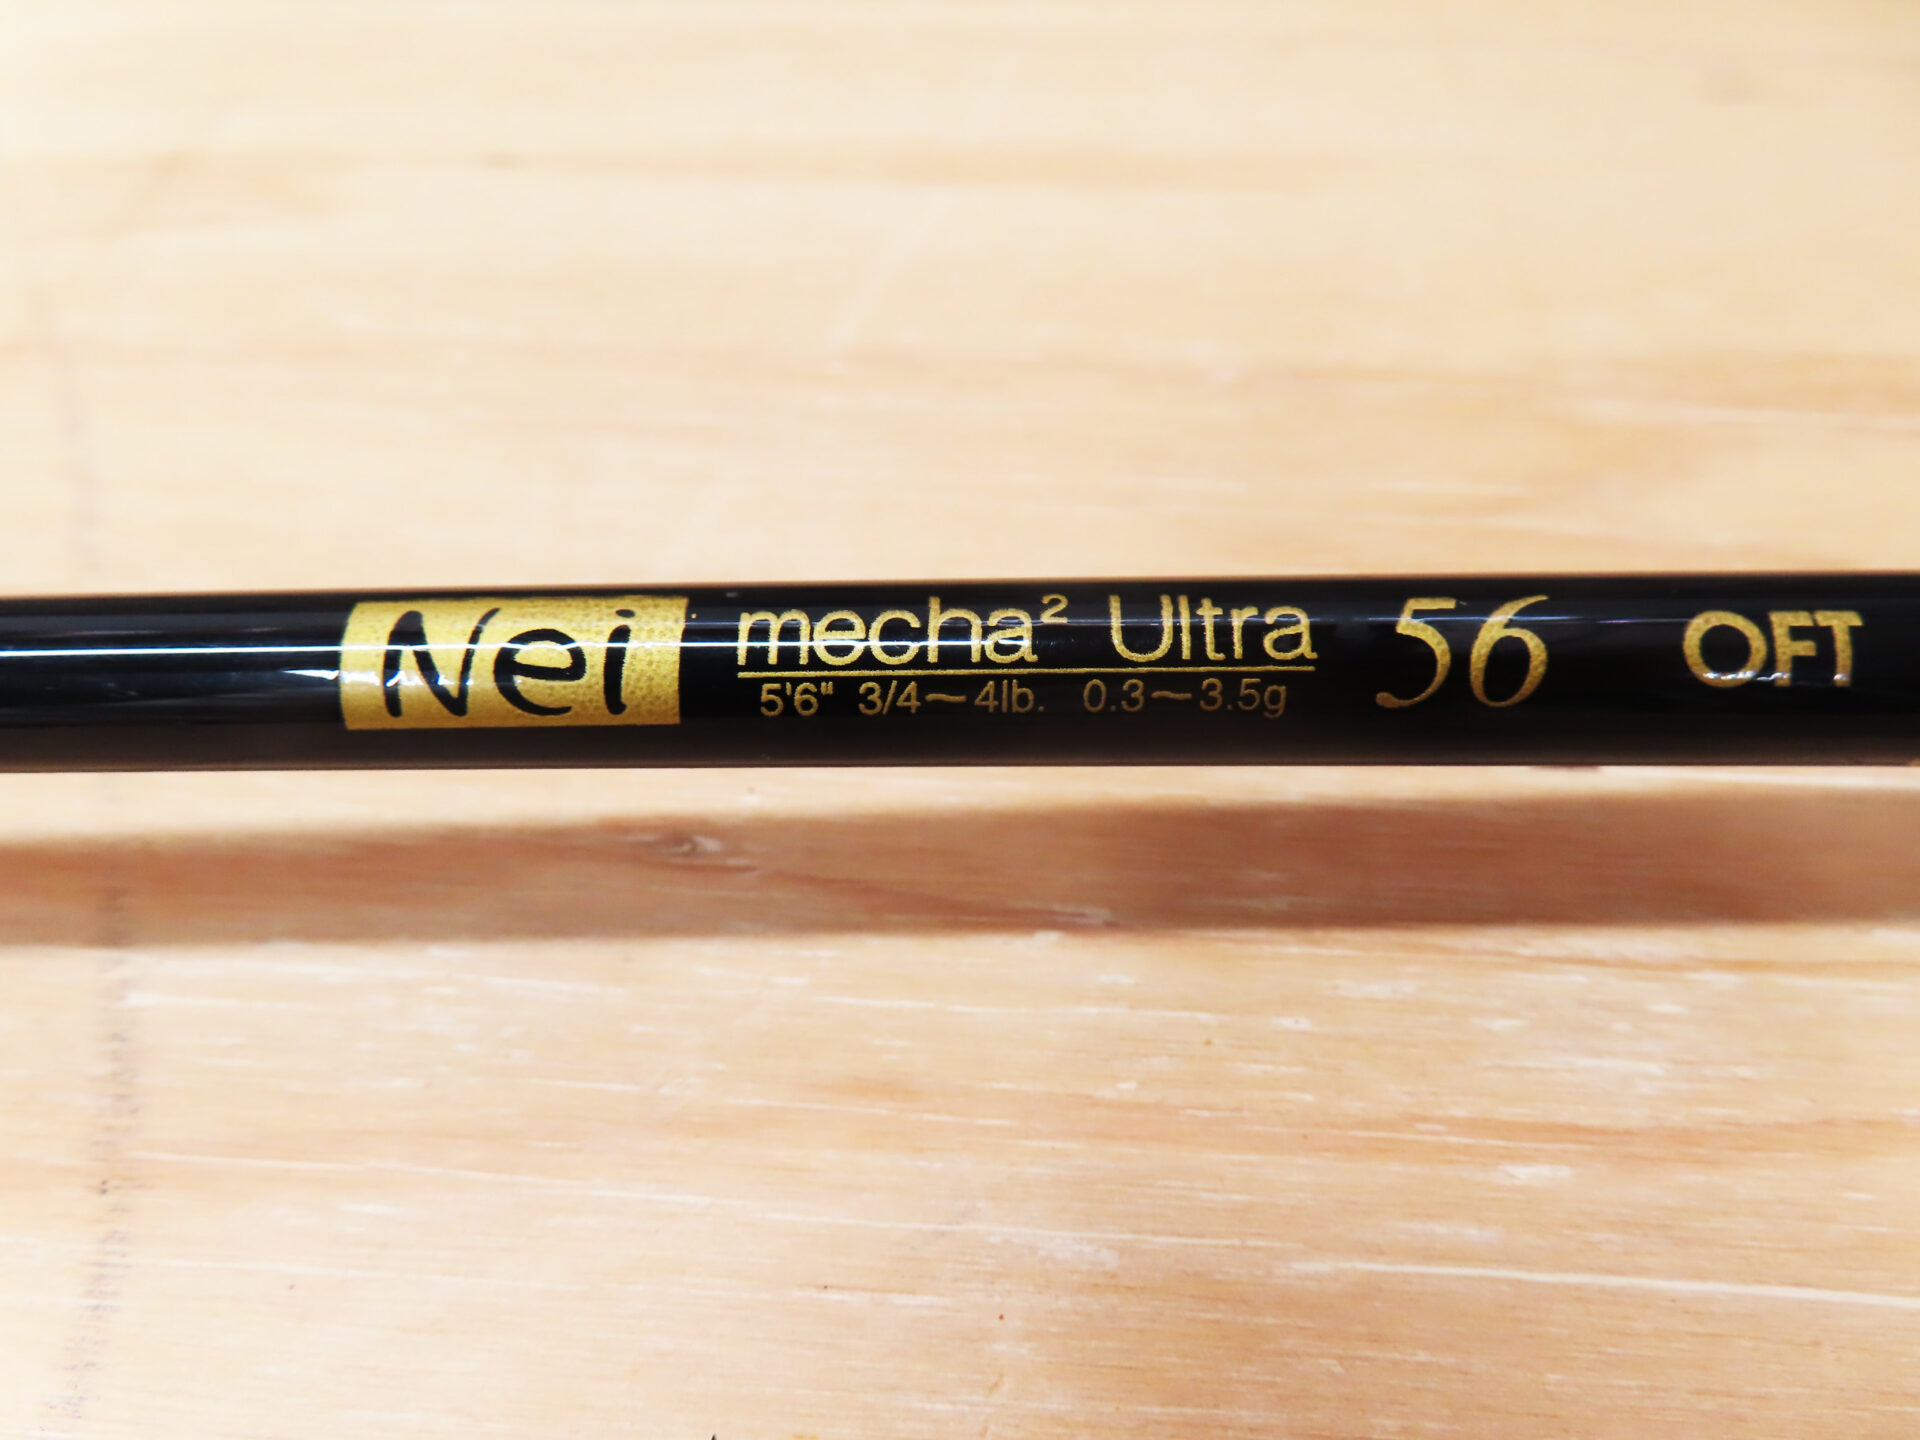 Nei mecha² Ultra 56 OFT
5'6" 3/4~4lb. 0.3~3.5g